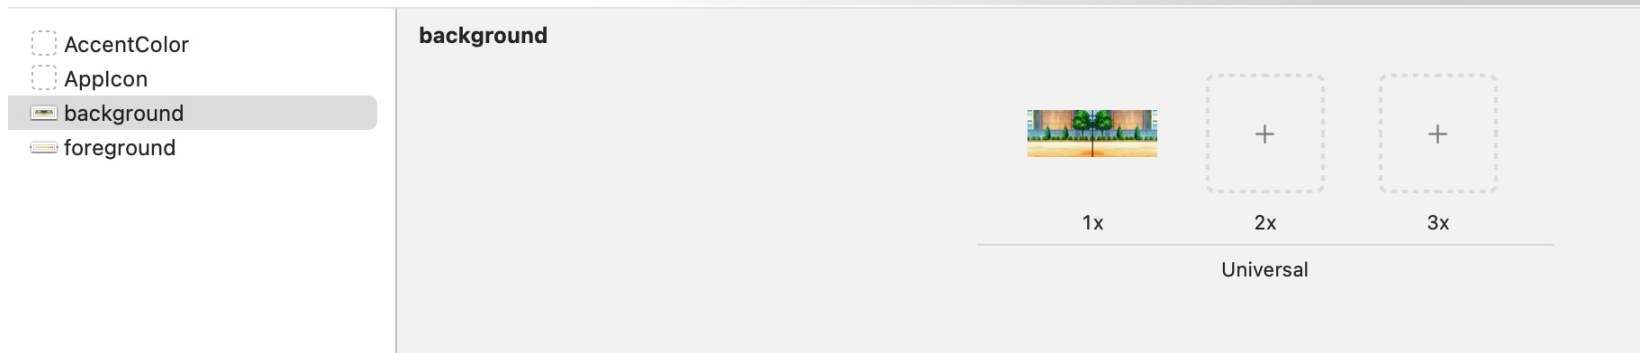 AccentColor
AppIcon
background
foreground
background
1x
2x
3x
Universal